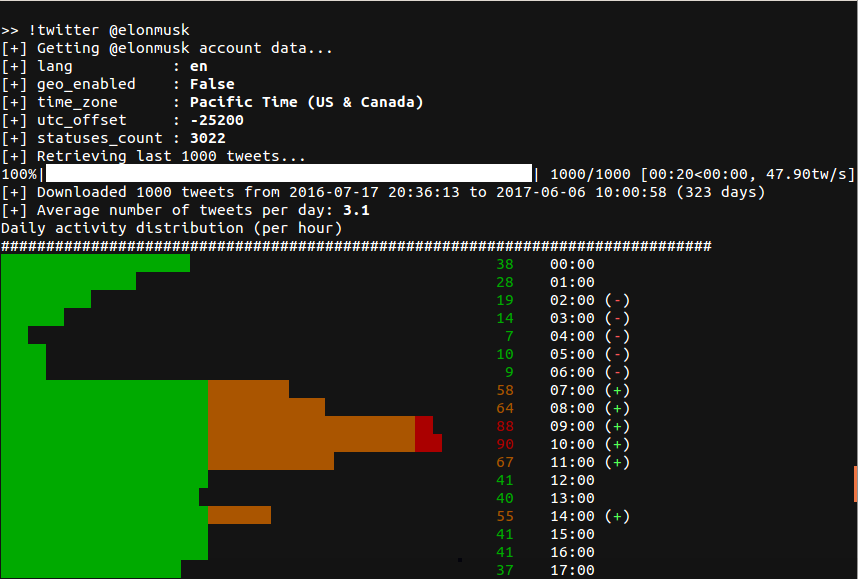 >> !twitter @elonmusk
[+] Getting @elonmusk account data...
[+] lang           : en
[+] geo_enabled    : False
[+] time_zone      : Pacific Time (US & Canada)
[+] utc_offset     : -25200
[+] statuses_count : 3022
[+] Retrieving last 1000 tweets...
100%| | 1000/1000 [00:20<00:00, 47.90tw/s]
[+] Downloaded 1000 tweets from 2016-07-17 20:36:13 to 2017-06-06 10:00:58 (323 days)
[+] Average number of tweets per day: 3.1
Daily activity distribution (per hour)
###############################################################################
38 00:00
28 01:00
19 02:00 (-)
14 03:00 (-)
7 04:00 (-)
10 05:00 (-)
9 06:00 (-)
58 07:00 (+)
64 08:00 (+)
88 09:00 (+)
90 10:00 (+)
67 11:00 (+)
41 12:00
40 13:00
55 14:00 (+)
41 15:00
41 16:00
37 17:00